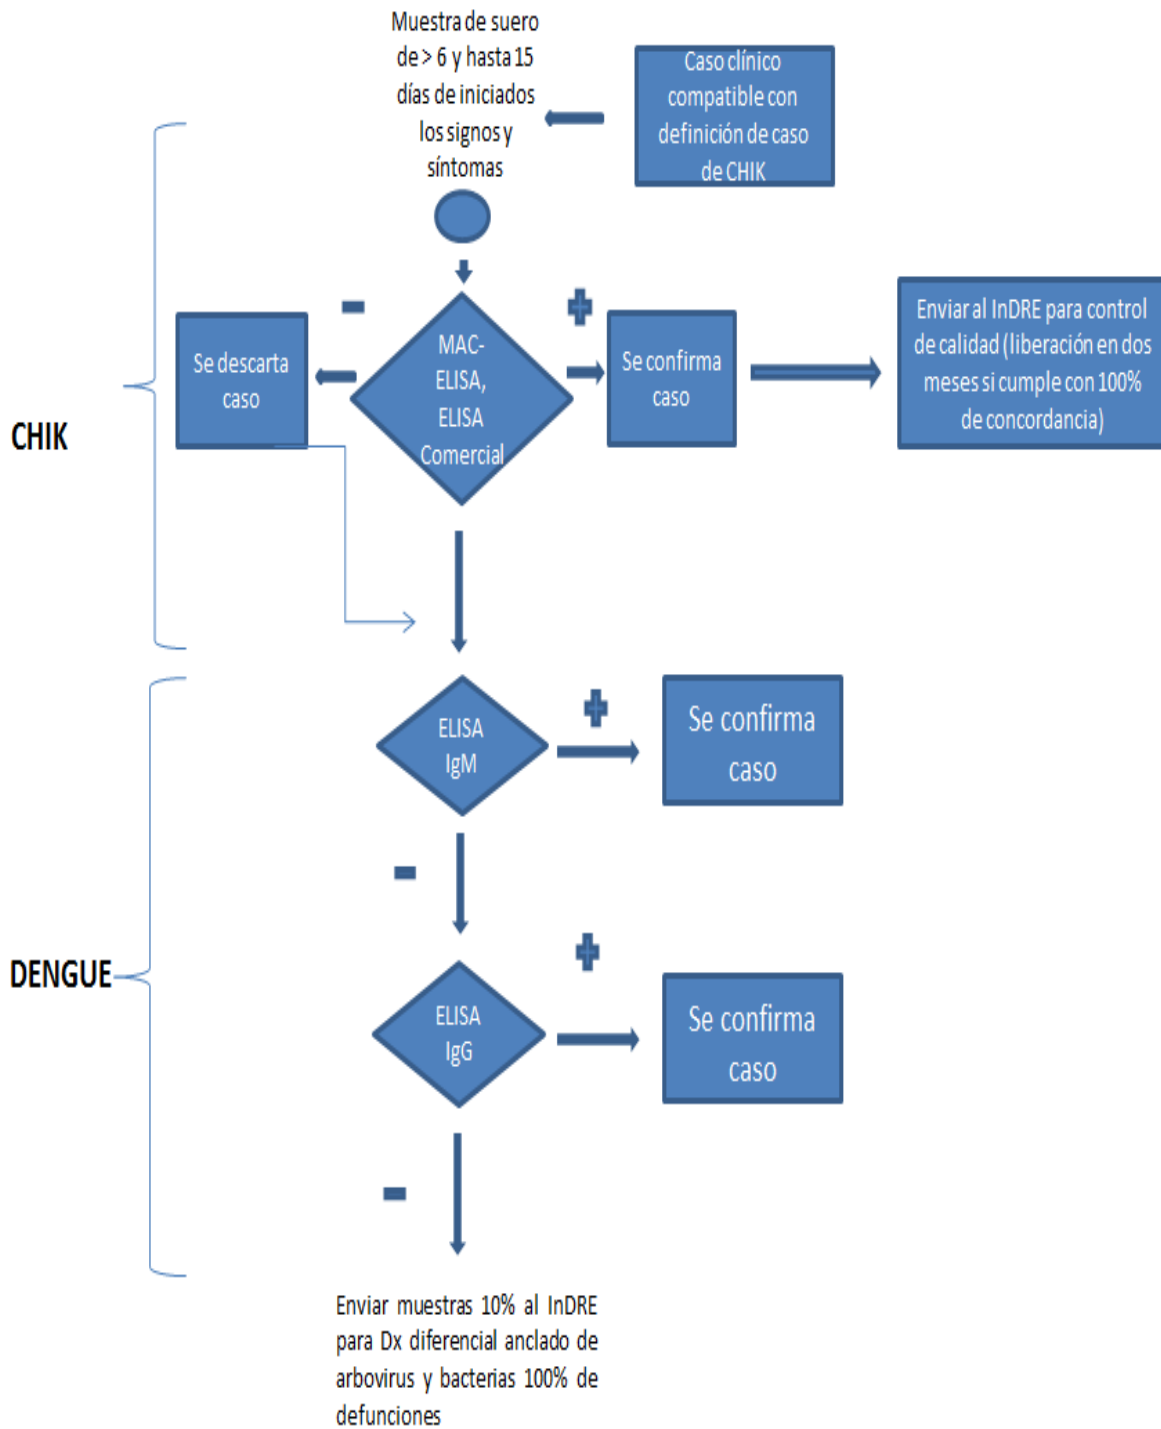 Muestra de suero
de > 6 y hasta 15
días de iniciados
los signos y
síntomas
Caso clínico
compatible con
definición de caso
de CHIK
CHIK
Se descarta
caso
MAC-
ELISA,
ELISA
Comercial
Se confirma
caso
Enviar al InDRE para control
de calidad (liberación en dos
meses si cumple con 100%
de concordancia)
DENGUE
ELISA
IgM
Se confirma
caso
ELISA
IgG
Se confirma
caso
Enviar muestras 10% al InDRE
para Dx diferencial anclado de
arbovirus y bacterias 100% de
defunciones